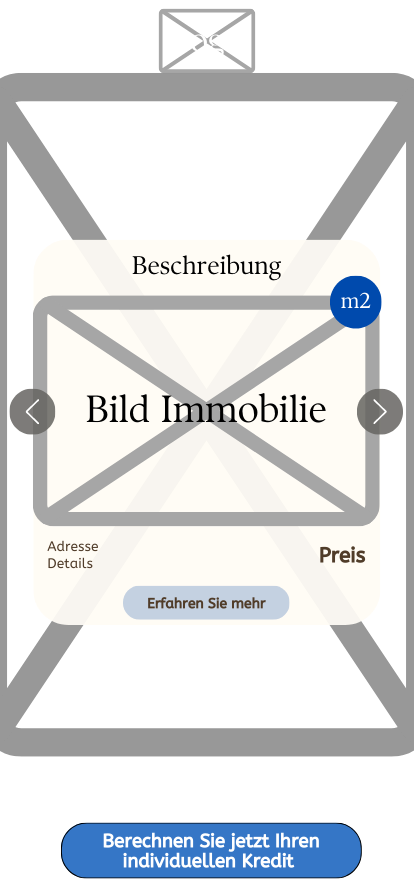 Beschreibung
m2
Bild Immobilie
Adresse
Details
Preis
Erfahren Sie mehr
Berechnen Sie jetzt Ihren
individuellen Kredit